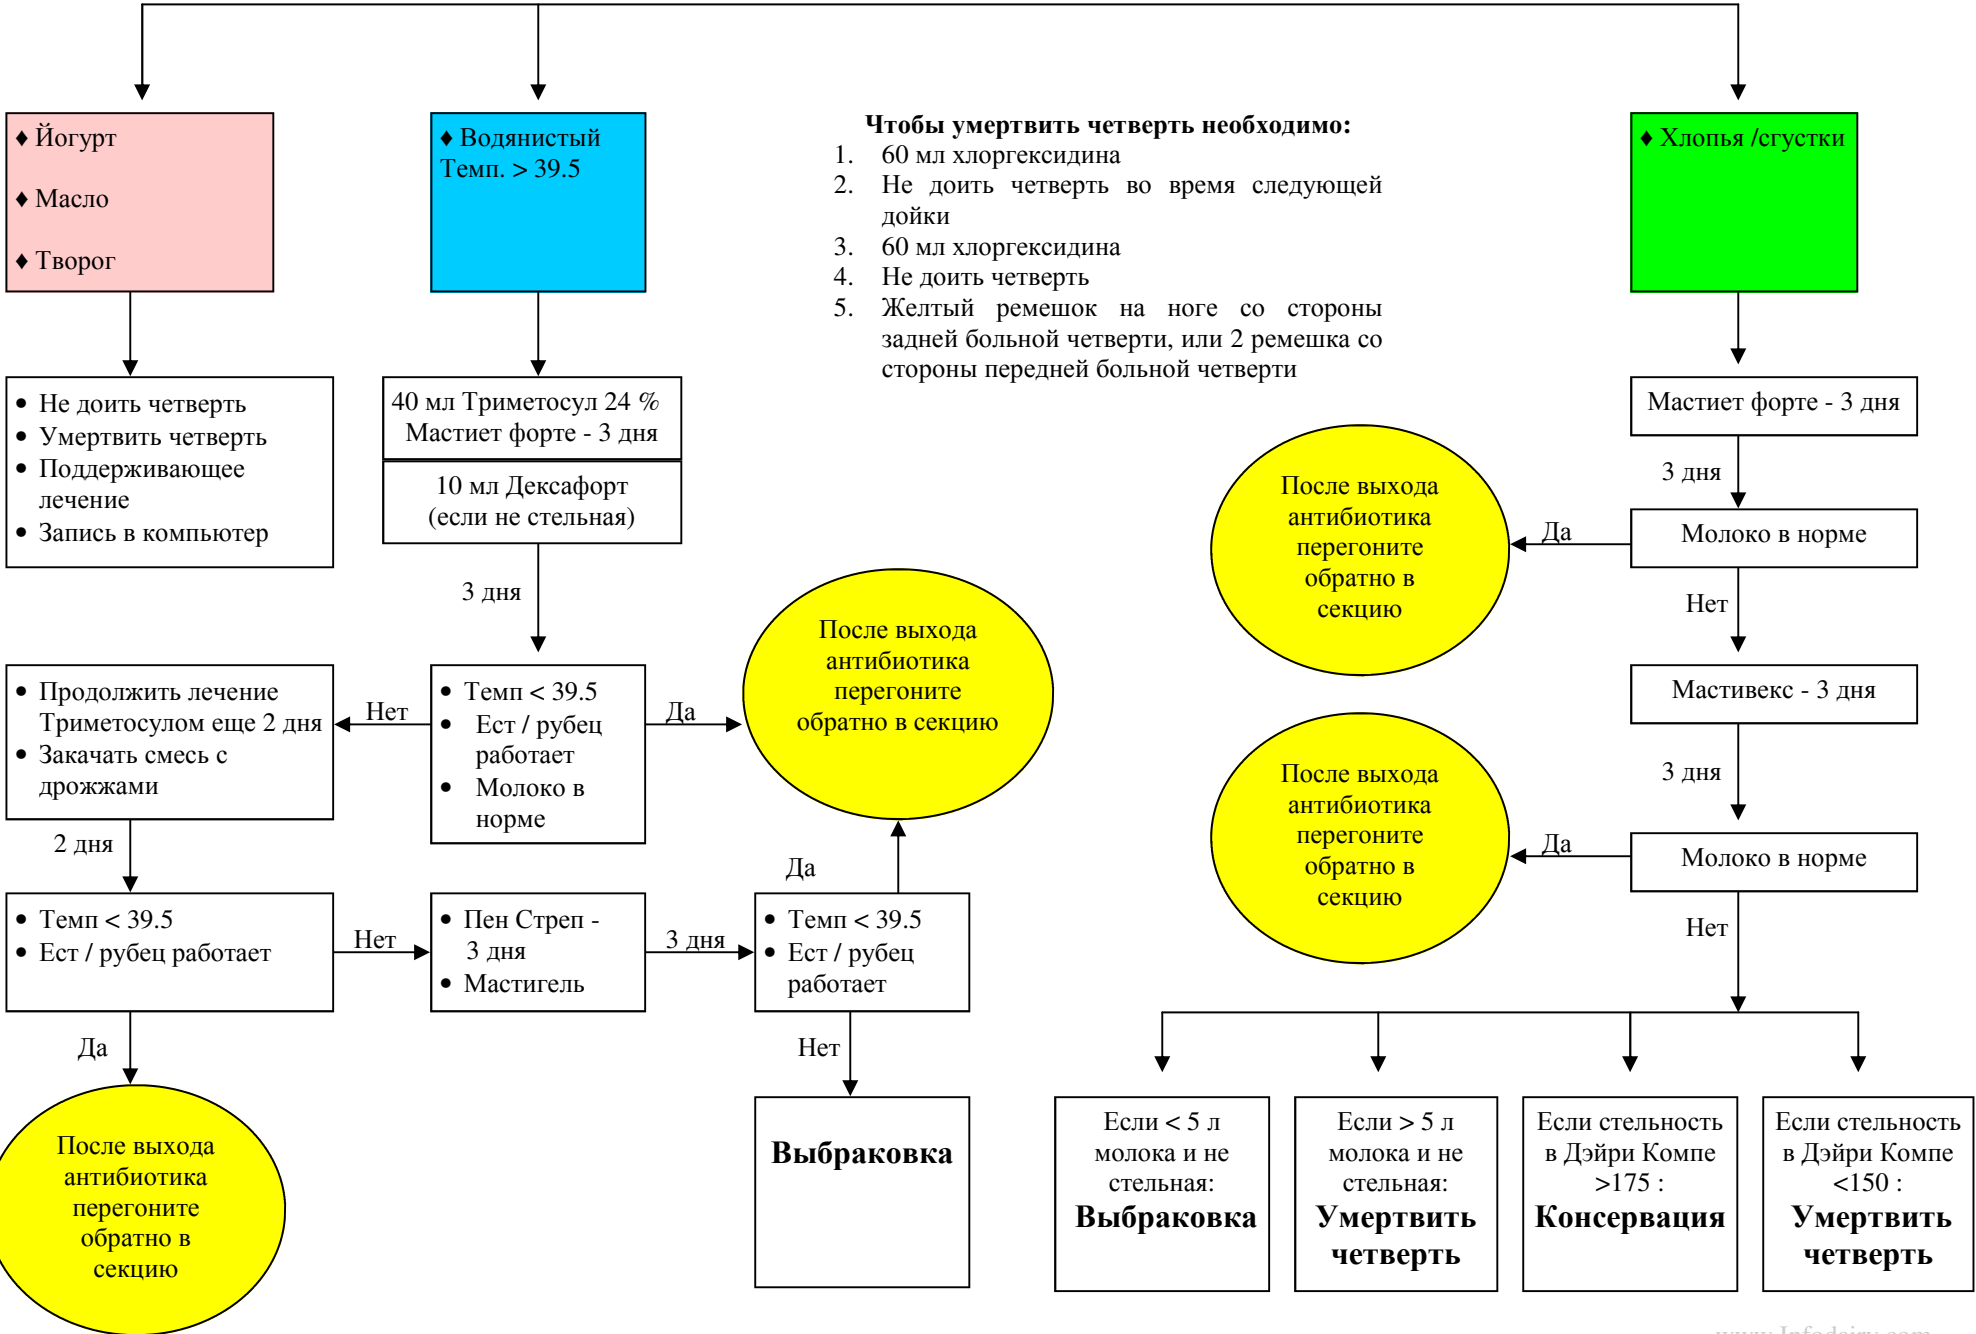 ♦ Йогурт
♦ Масло
♦ Творог
♦ Водянистый
Темп. > 39.5
Чтобы умертвить четверть необходимо:
1. 60 мл хлоргексидина
2. Не доить четверть во время следующей
дойки
3. 60 мл хлоргексидина
4. Не доить четверть
5. Желтый ремешок на ноге со стороны
задней больной четверти, или 2 ремешка со
стороны передней больной четверти
♦ Хлопья /сгустки
• Не доить четверть
• Умертвить четверть
• Поддерживающее
лечение
• Запись в компьютер
40 мл Триметосул 24 %
Мастиет форте - 3 дня
10 мл Дексафорт
(если не стельная)
3 дня
• Темп < 39.5
• Ест / рубец
работает
• Молоко в
норме
Нет
Да
• Продолжить лечение
Триметосулом еще 2 дня
• Закачать смесь с
дрожжами
2 дня
• Темп < 39.5
• Ест / рубец работает
Нет
• Пен Стреп -
3 дня
• Мастигель
3 дня
• Темп < 39.5
• Ест / рубец
работает
Да
После выхода
антибиотика
перегоните
обратно в секцию
Нет
Выбраковка
Да
После выхода
антибиотика
перегоните
обратно в
секцию
Мастиет форте - 3 дня
3 дня
Молоко в норме
Да
После выхода
антибиотика
перегоните
обратно в
секцию
Нет
Мастивекс - 3 дня
3 дня
Молоко в норме
Да
После выхода
антибиотика
перегоните
обратно в
секцию
Нет
Если < 5 л
молока и не
стельная:
Выбраковка
Если > 5 л
молока и не
стельная:
Умертвить
четверть
Если стельность
в Дэйри Компе
>175 :
Консервация
Если стельность
в Дэйри Компе
<150 :
Умертвить
четверть